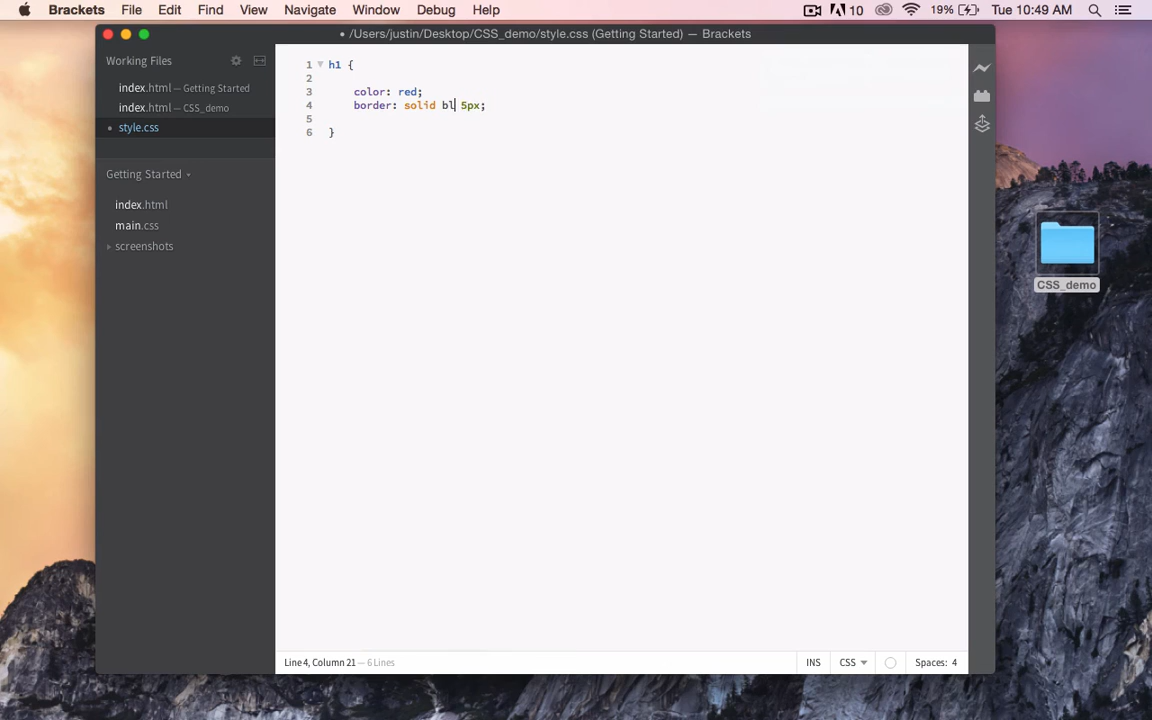 Brackets File Edit Find View Navigate Window Debug Help 10 19% Tue 10:49 AM
• /Users/justin/Desktop/CSS_demo/style.css (Getting Started) — Brackets
Working Files
index.html — Getting Started
index.html — CSS_demo
• style.css
Getting Started
index.html
main.css
screenshots
1 h1 {
2
3 color: red;
4 border: solid bl 5px;
5
6 }
CSS_demo
Line 4, Column 21 — 6 Lines INS CSS Spaces: 4